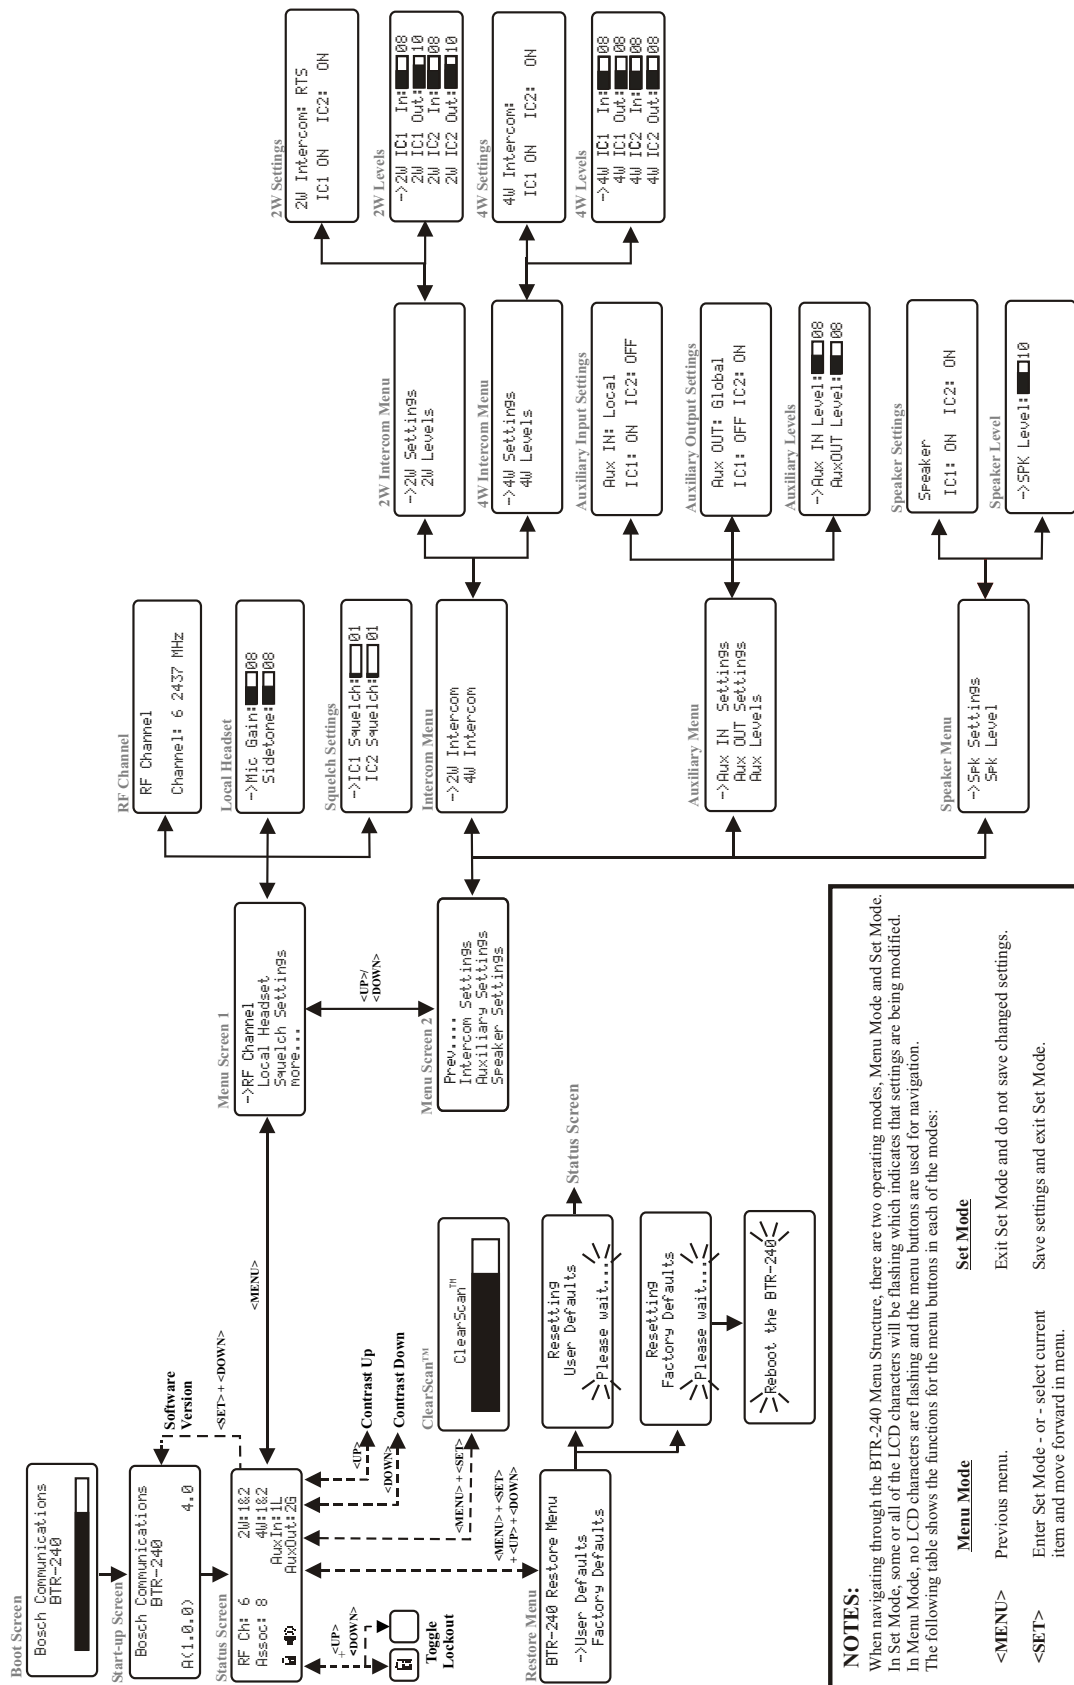 Boot Screen
Bosch Communications
BTR-240
Start-up Screen
Bosch Communications
BTR-240
A(1.0.0) 4.0
Software
Version
<SET> + <DOWN>
Status Screen
RF Ch: 6 2W:1&2
Assoc: 8 4W:1&2
AuxIn:1L
AuxOut:2G
<MENU>
<UP>
Contrast Up
<DOWN>
Contrast Down
<UP>
+
<DOWN>
Toggle
Lockout
<MENU> + <SET>
ClearScan™
ClearScan™
<MENU> + <SET>
+ <UP> + <DOWN>
Restore Menu
BTR-240 Restore Menu
->User Defaults
Factory Defaults
Resetting
User Defaults
Please wait...
Status Screen
Resetting
Factory Defaults
Please wait...
Reboot the BTR-240
Menu Screen 1
->RF Channel
Local Headset
Squelch Settings
more...
<UP>/
<DOWN>
Menu Screen 2
Prev....
Intercom Settings
Auxiliary Settings
Speaker Settings
RF Channel
RF Channel
Channel: 6 2437 MHz
Local Headset
->Mic Gain: 08
Sidetone: 08
Squelch Settings
->IC1 Squelch: 01
IC2 Squelch: 01
Intercom Menu
->2W Intercom
4W Intercom
Auxiliary Menu
->Aux IN Settings
Aux OUT Settings
Aux Levels
Speaker Menu
->Spk Settings
Spk Level
2W Intercom Menu
->2W Settings
2W Levels
4W Intercom Menu
->4W Settings
4W Levels
Auxiliary Input Settings
Aux IN: Local
IC1: ON IC2: OFF
Auxiliary Output Settings
Aux OUT: Global
IC1: OFF IC2: ON
Auxiliary Levels
->Aux IN Level: 08
AuxOUT Level: 08
Speaker Settings
Speaker
IC1: ON IC2: ON
Speaker Level
->SPK Level: 10
2W Settings
2W Intercom: RTS
IC1 ON IC2: ON
2W Levels
->2W IC1 In: 08
2W IC1 Out: 10
2W IC2 In: 08
2W IC2 Out: 10
4W Settings
4W Intercom:
IC1 ON IC2: ON
4W Levels
->4W IC1 In: 08
4W IC1 Out: 08
4W IC2 In: 08
4W IC2 Out: 08
NOTES:
When navigating through the BTR-240 Menu Structure, there are two operating modes, Menu Mode and Set Mode.
In Set Mode, some or all of the LCD characters will be flashing which indicates that settings are being modified.
In Menu Mode, no LCD characters are flashing and the menu buttons are used for navigation.
The following table shows the functions for the menu buttons in each of the modes:
Menu Mode Set Mode
<MENU> Previous menu. Exit Set Mode and do not save changed settings.
<SET> Enter Set Mode - or - select current Save settings and exit Set Mode.
item and move forward in menu.